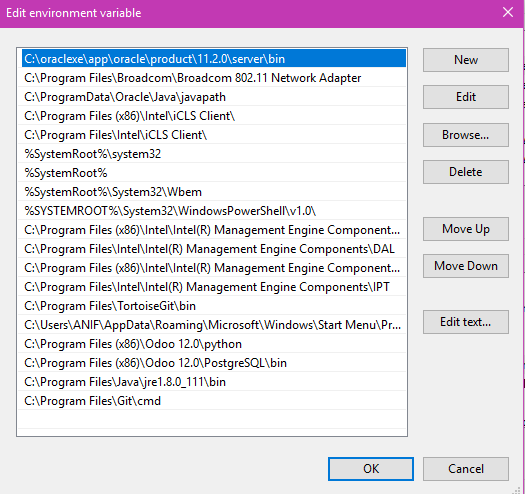 Edit environment variable
C:\oraclexe\app\oracle\product\11.2.0\server\bin
C:\Program Files\Broadcom\Broadcom 802.11 Network Adapter
C:\ProgramData\Oracle\Java\javapath
C:\Program Files (x86)\Intel\iCLS Client\
C:\Program Files\Intel\iCLS Client\
%SystemRoot%\system32
%SystemRoot%
%SystemRoot%\System32\Wbem
%SYSTEMROOT%\System32\WindowsPowerShell\v1.0\
C:\Program Files (x86)\Intel\Intel(R) Management Engine Component...
C:\Program Files\Intel\Intel(R) Management Engine Components\DAL
C:\Program Files (x86)\Intel\Intel(R) Management Engine Component...
C:\Program Files\Intel\Intel(R) Management Engine Components\IPT
C:\Program Files\TortoiseGit\bin
C:\Users\ANIF\AppData\Roaming\Microsoft\Windows\Start Menu\Pr...
C:\Program Files (x86)\Odoo 12.0\python
C:\Program Files (x86)\Odoo 12.0\PostgreSQL\bin
C:\Program Files\Java\jre1.8.0_111\bin
C:\Program Files\Git\cmd
New
Edit
Browse...
Delete
Move Up
Move Down
Edit text...
OK
Cancel